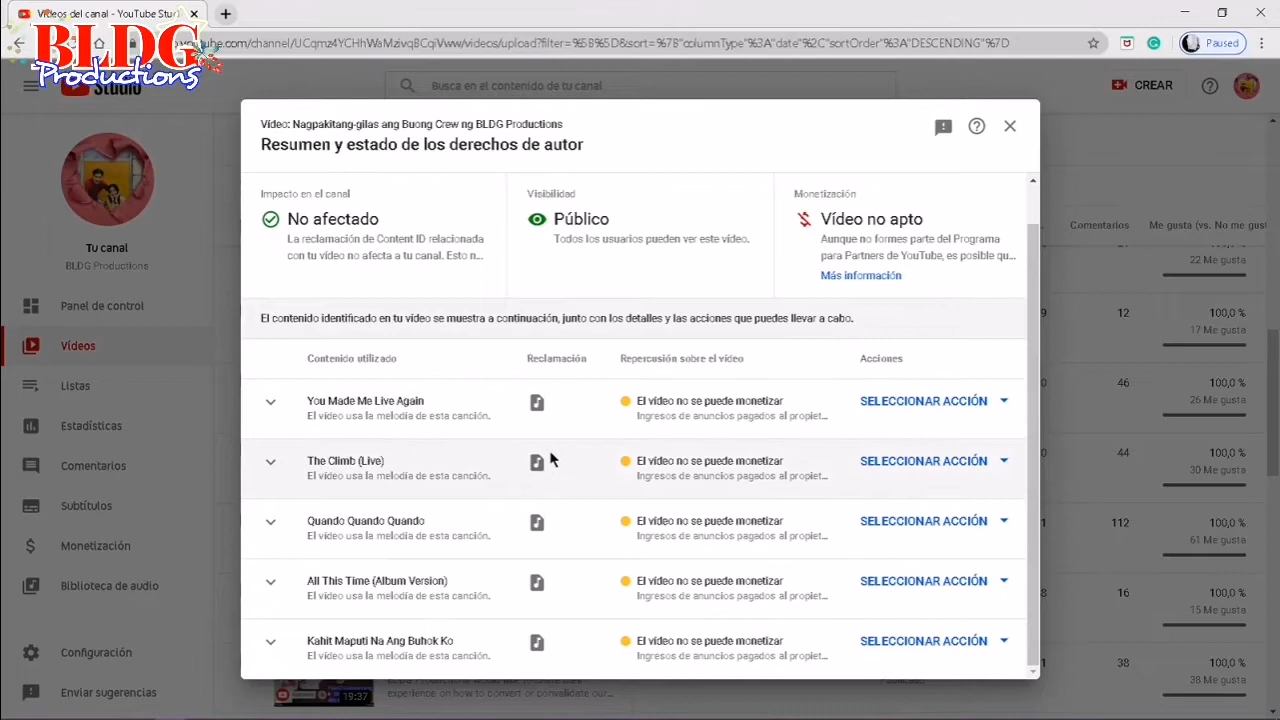 Vídeos del canal - YouTube Stu
BLDG
Productions
youtube.com/channel/UCqmz4YCHhWaMzivqBCqiVww/videos/upload?filter=%5B%5D&sort=%7B"columnType"%3A"date"%2C"sortOrder"%3A"DESCENDING"%7D
Paused
Studio
Busca en el contenido de tu canal
CREAR
Tu canal
BLDG Productions
Panel de control
Vídeos
Listas
Estadísticas
Comentarios
Subtítulos
Monetización
Biblioteca de audio
Configuración
Enviar sugerencias
Vídeo: Nagpakitang-gilas ang Buong Crew ng BLDG Productions
Resumen y estado de los derechos de autor
Impacto en el canal
No afectado
La reclamación de Content ID relacionada
con tu vídeo no afecta a tu canal. Esto n...
Visibilidad
Público
Todos los usuarios pueden ver este vídeo.
Monetización
Vídeo no apto
Aunque no formes parte del Programa
para Partners de YouTube, es posible qu...
Más información
El contenido identificado en tu vídeo se muestra a continuación, junto con los detalles y las acciones que puedes llevar a cabo.
Contenido utilizado Reclamación Repercusión sobre el vídeo Acciones
You Made Me Live Again El vídeo no se puede monetizar SELECCIONAR ACCIÓN
El vídeo usa la melodía de esta canción. Ingresos de anuncios pagados al propiet...
The Climb (Live) El vídeo no se puede monetizar SELECCIONAR ACCIÓN
El vídeo usa la melodía de esta canción. Ingresos de anuncios pagados al propiet...
Quando Quando Quando El vídeo no se puede monetizar SELECCIONAR ACCIÓN
El vídeo usa la melodía de esta canción. Ingresos de anuncios pagados al propiet...
All This Time (Album Version) El vídeo no se puede monetizar SELECCIONAR ACCIÓN
El vídeo usa la melodía de esta canción. Ingresos de anuncios pagados al propiet...
Kahit Maputi Na Ang Buhok Ko El vídeo no se puede monetizar SELECCIONAR ACCIÓN
El vídeo usa la melodía de esta canción. Ingresos de anuncios pagados al propiet...
Comentarios Me gusta (vs. No me gus
22 Me gusta
0 12 100,0 %
17 Me gusta
0 46 100,0 %
26 Me gusta
0 44 100,0 %
30 Me gusta
1 112 100,0 %
61 Me gusta
8 16 100,0 %
15 Me gusta
1 38 100,0 %
38 Me gusta
19:37
experience on how to convert or convalidate our...